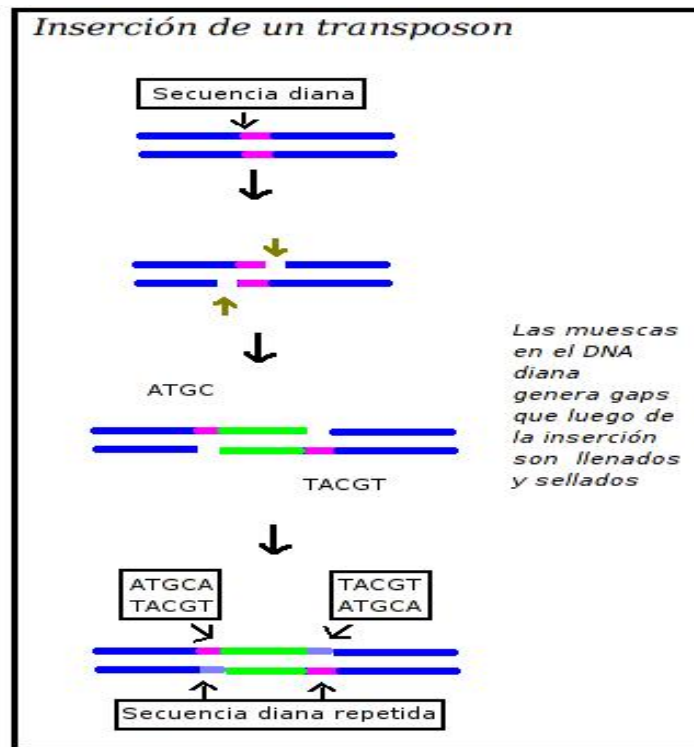 Inserción de un transposon
Secuencia diana
Las muescas
en el DNA
diana
genera gaps
que luego de
la inserción
son llenados
y sellados
ATGC
TACGT
ATGCA
TACGT
TACGT
ATGCA
Secuencia diana repetida